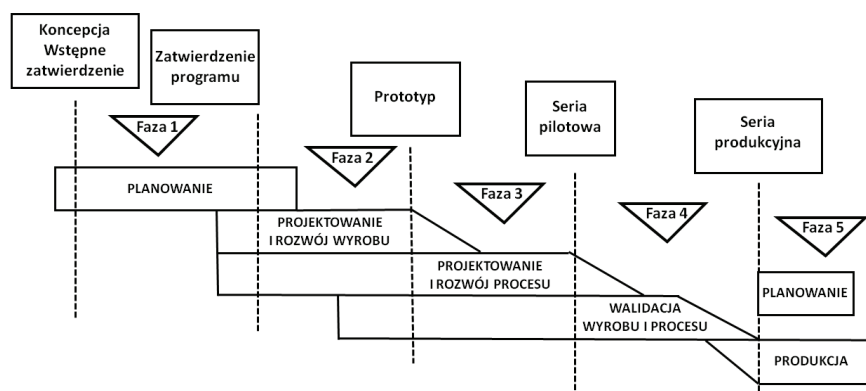 Koncepcja
Wstępne
zatwierdzenie
Zatwierdzenie
programu
Prototyp
Seria
pilotowa
Seria
produkcyjna
Faza 1
Faza 2
Faza 3
Faza 4
Faza 5
PLANOWANIE
PROJEKTOWANIE
I ROZWÓJ WYROBU
PROJEKTOWANIE
I ROZWÓJ PROCESU
PLANOWANIE
WALIDACJA
WYROBU I PROCESU
PRODUKCJA